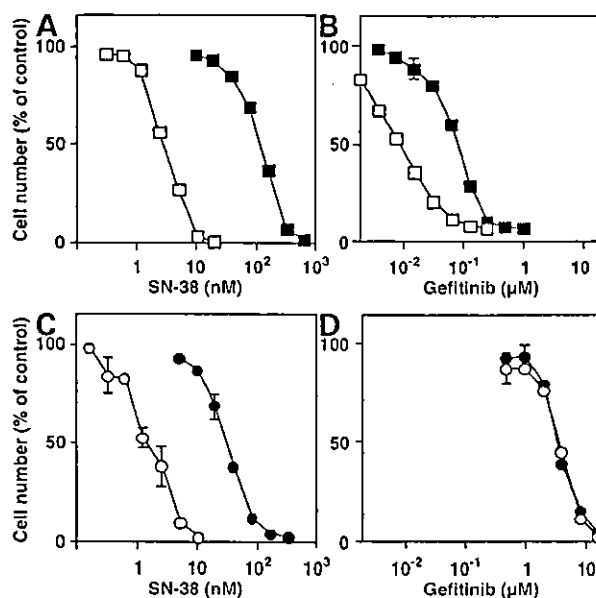 A
B
Cell number (% of control)
100
50
0
100
50
0
1
10
10²
10³
10⁻²
10⁻¹
1
10
SN-38 (nM)
Gefitinib (µM)
C
D
Cell number (% of control)
100
50
0
100
50
0
1
10
10²
10³
10⁻²
10⁻¹
1
10
SN-38 (nM)
Gefitinib (µM)